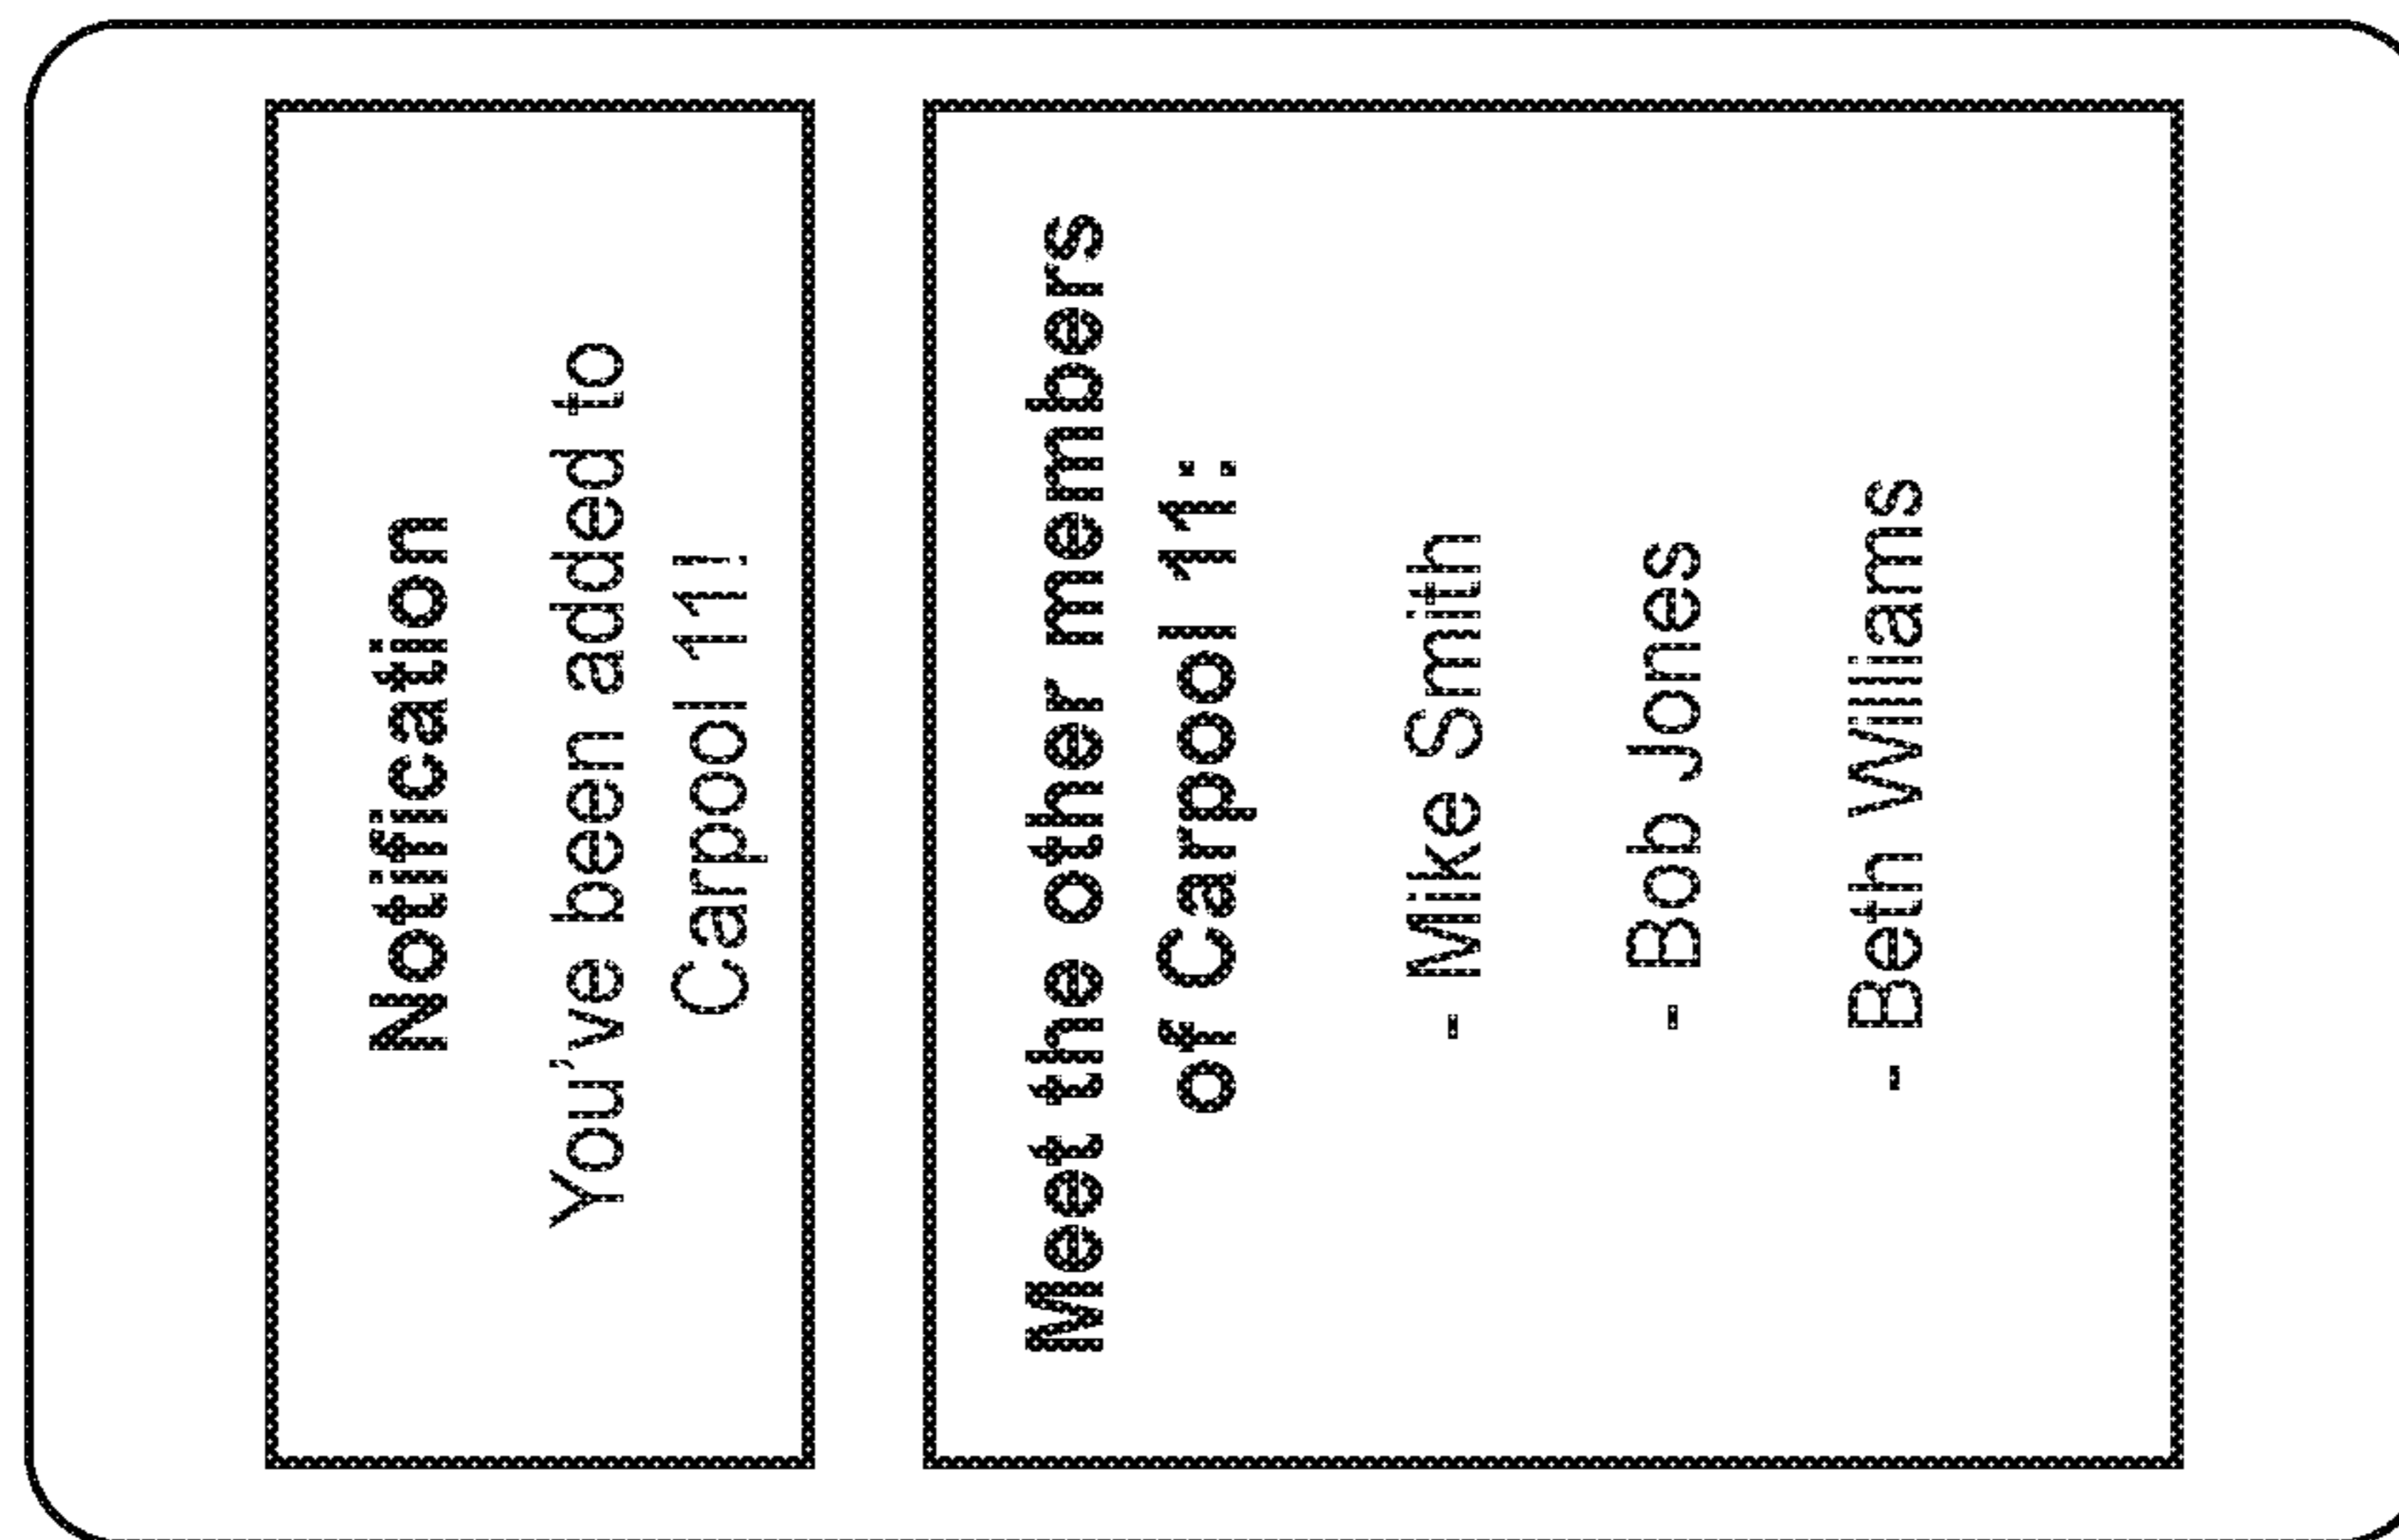 Notification
You've been added to
Carpool 11!
Meet the other members
of Carpool 11:
- Mike Smith
- Bob Jones
- Beth Williams